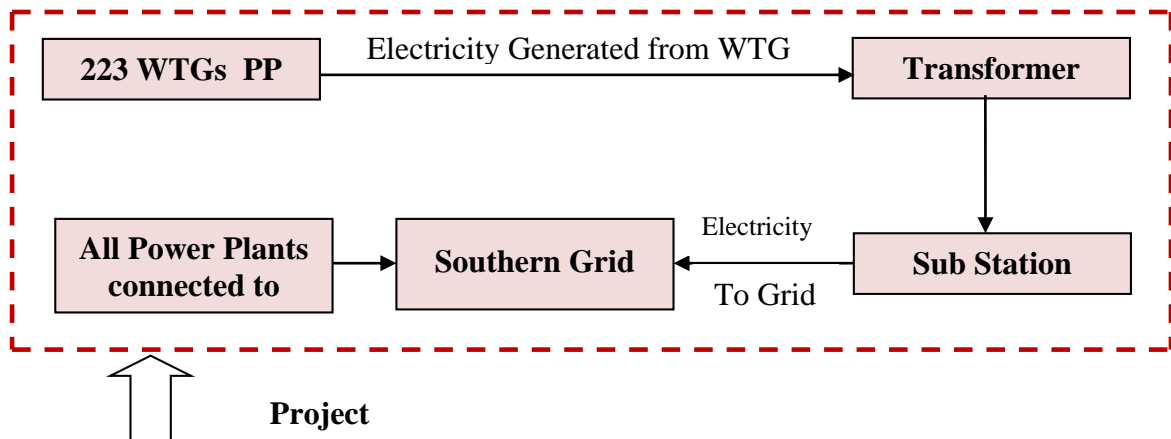 223 WTGs  PP
Electricity Generated from WTG
Transformer
All Power Plants
connected to
Southern Grid
Electricity
To Grid
Sub Station
Project